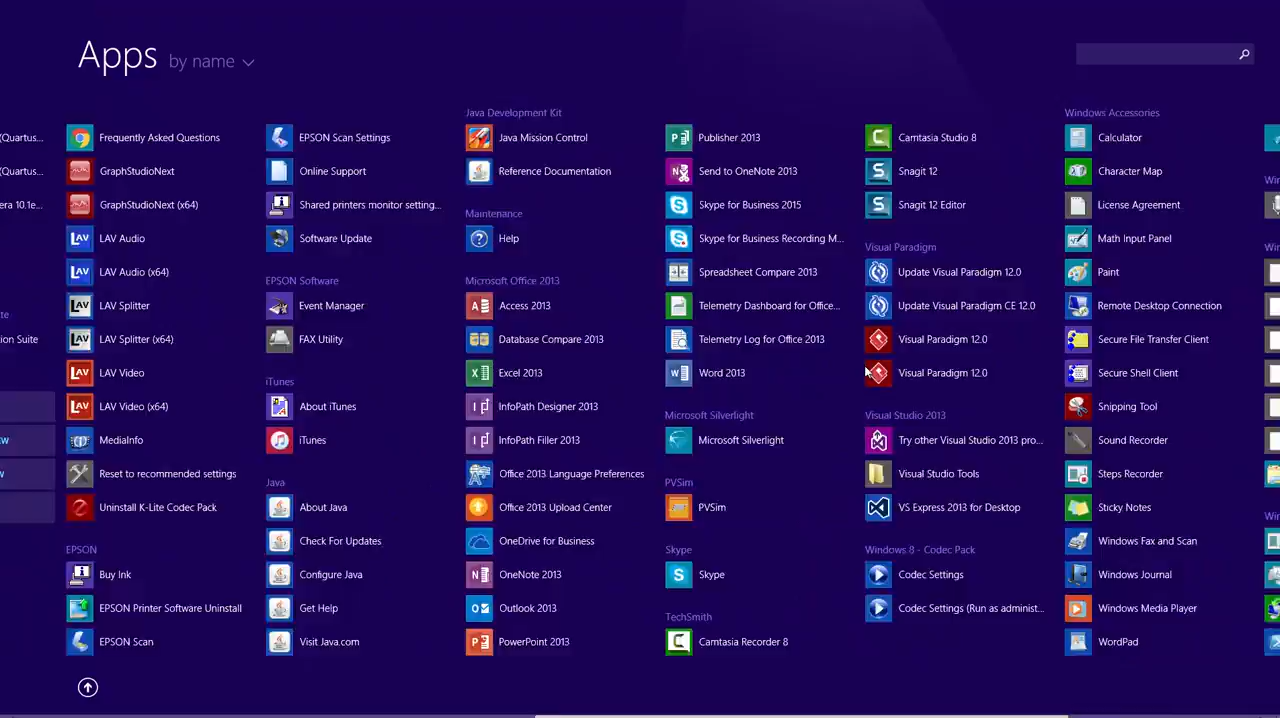 Apps by name
(Quartus...
(Quartus...
era 10.1e...
te
ion Suite
ew
w
Frequently Asked Questions
GraphStudioNext
GraphStudioNext (x64)
LAV Audio
LAV Audio (x64)
LAV Splitter
LAV Splitter (x64)
LAV Video
LAV Video (x64)
MediaInfo
Reset to recommended settings
Uninstall K-Lite Codec Pack
EPSON
Buy Ink
EPSON Printer Software Uninstall
EPSON Scan
EPSON Scan Settings
Online Support
Shared printers monitor setting...
Software Update
EPSON Software
Event Manager
FAX Utility
iTunes
About iTunes
iTunes
Java
About Java
Check For Updates
Configure Java
Get Help
Visit Java.com
Java Development Kit
Java Mission Control
Reference Documentation
Maintenance
Help
Microsoft Office 2013
Access 2013
Database Compare 2013
Excel 2013
InfoPath Designer 2013
InfoPath Filler 2013
Office 2013 Language Preferences
Office 2013 Upload Center
OneDrive for Business
OneNote 2013
Outlook 2013
PowerPoint 2013
Publisher 2013
Send to OneNote 2013
Skype for Business 2015
Skype for Business Recording M...
Spreadsheet Compare 2013
Telemetry Dashboard for Office...
Telemetry Log for Office 2013
Word 2013
Microsoft Silverlight
Microsoft Silverlight
PVSim
PVSim
Skype
Skype
TechSmith
Camtasia Recorder 8
Camtasia Studio 8
Snagit 12
Snagit 12 Editor
Visual Paradigm
Update Visual Paradigm 12.0
Update Visual Paradigm CE 12.0
Visual Paradigm 12.0
Visual Paradigm 12.0
Visual Studio 2013
Try other Visual Studio 2013 pro...
Visual Studio Tools
VS Express 2013 for Desktop
Windows 8 - Codec Pack
Codec Settings
Codec Settings (Run as administ...
Windows Accessories
Calculator
Character Map
License Agreement
Math Input Panel
Paint
Remote Desktop Connection
Secure File Transfer Client
Secure Shell Client
Snipping Tool
Sound Recorder
Steps Recorder
Sticky Notes
Windows Fax and Scan
Windows Journal
Windows Media Player
WordPad
Win
Win
Win